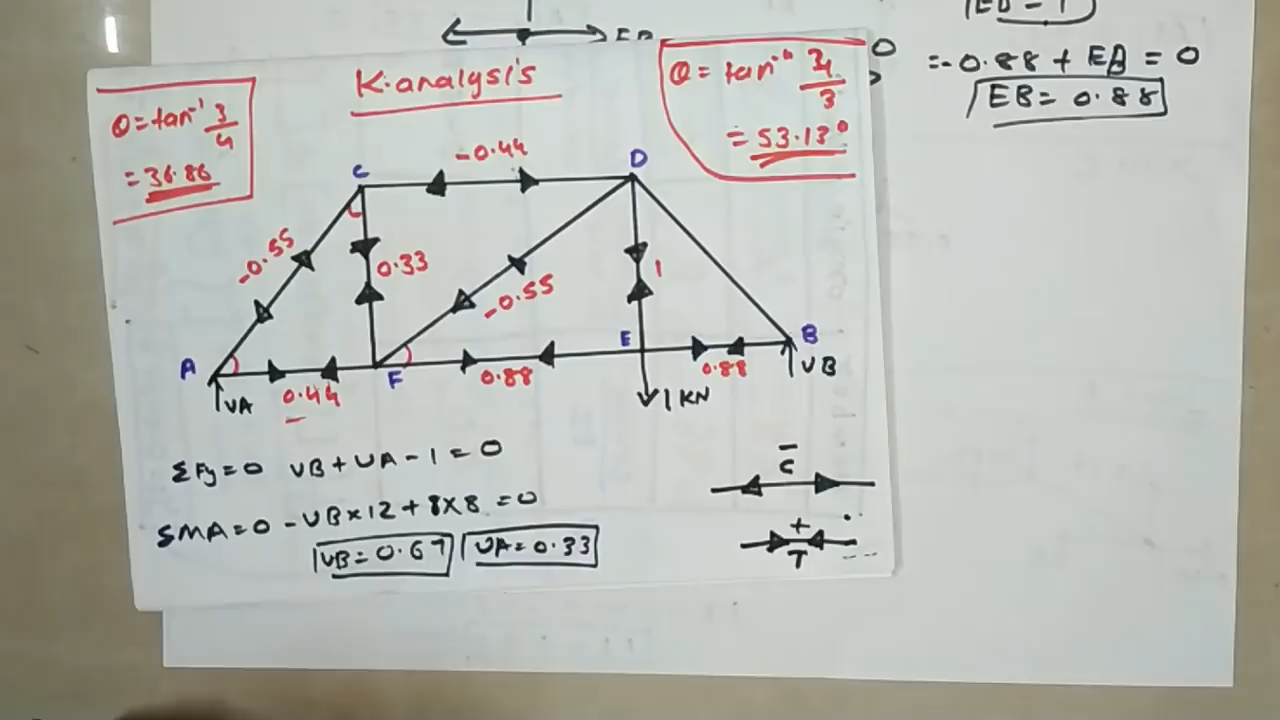 K-analysis
θ = tan⁻¹ 3/4
= 36.86
θ = tan⁻¹ 4/3
= 53.13°
= -0.88 + EB = 0
EB = 0.88
C
-0.44
D
-0.55
0.33
-0.55
1
A
F
E
B
VA
0.44
0.88
0.88
VB
1 KN
ΣFy = 0 VB + VA - 1 = 0
ΣMA = 0 - VB × 12 + 8 × 8 = 0
VB = 0.67 VA = 0.33
-
C
+
T